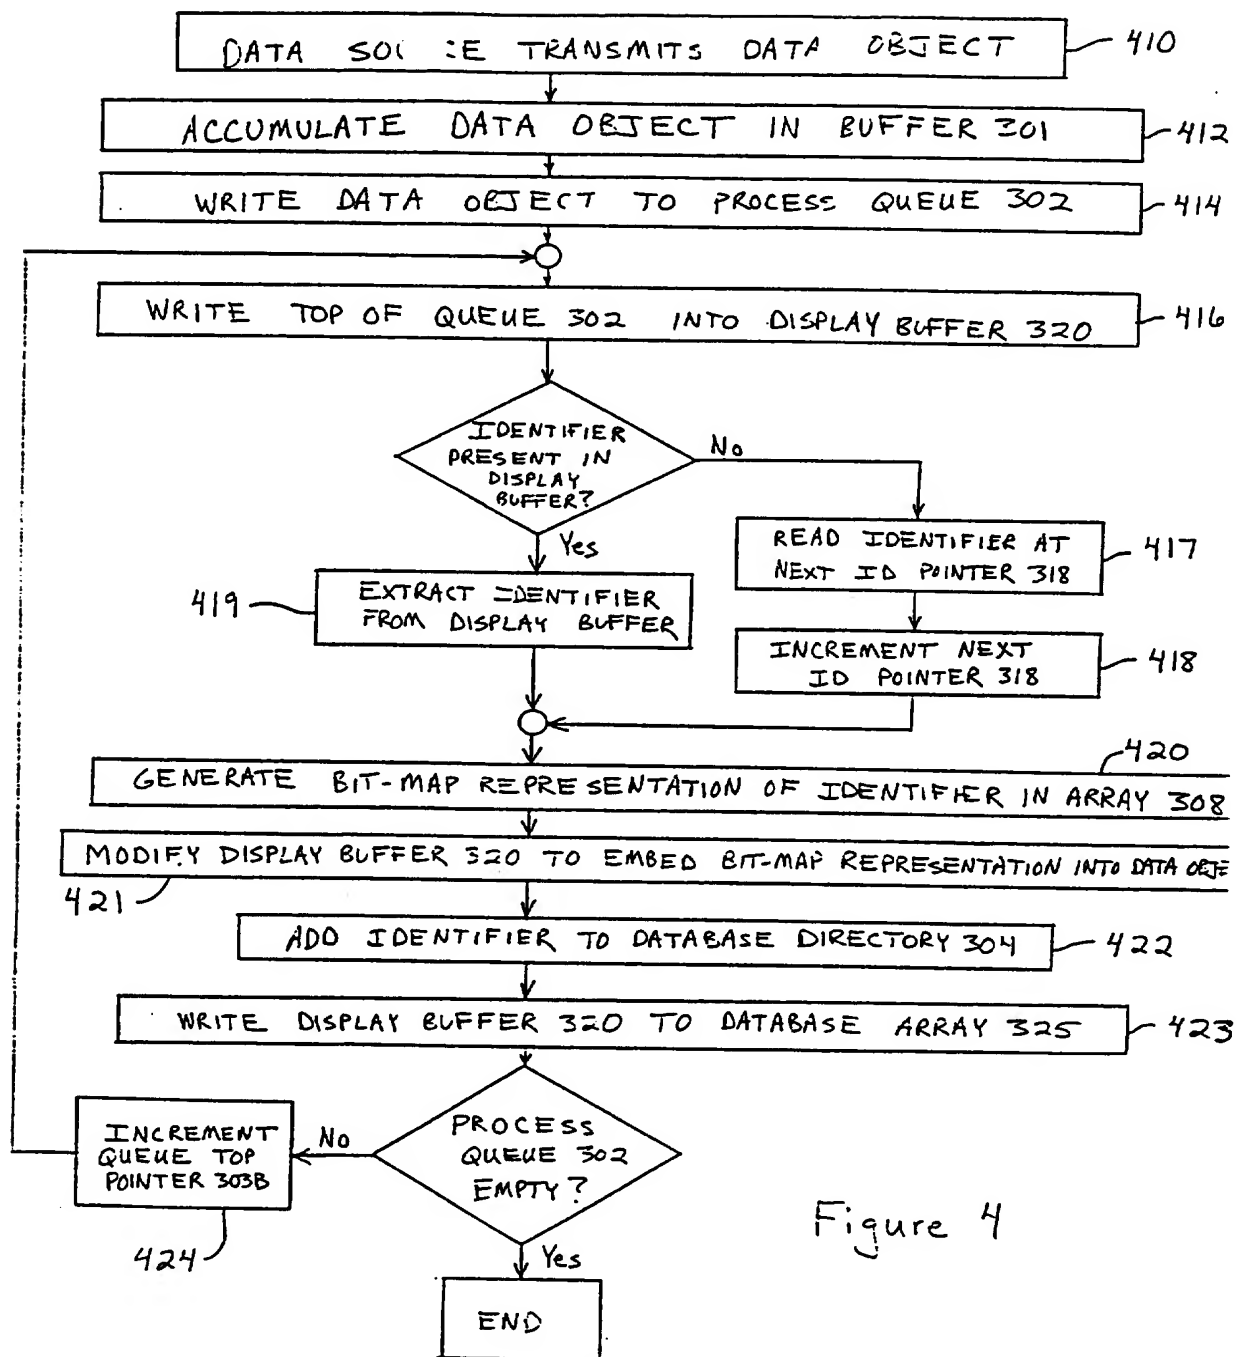 DATA SOURCE TRANSMITS DATA OBJECT
410
ACCUMULATE DATA OBJECT IN BUFFER 301
412
WRITE DATA OBJECT TO PROCESS QUEUE 302
414
WRITE TOP OF QUEUE 302 INTO DISPLAY BUFFER 320
416
IDENTIFIER
PRESENT IN
DISPLAY
BUFFER?
No
Yes
READ IDENTIFIER AT
NEXT ID POINTER 318
417
419
EXTRACT IDENTIFIER
FROM DISPLAY BUFFER
INCREMENT NEXT
ID POINTER 318
418
420
GENERATE BIT-MAP REPRESENTATION OF IDENTIFIER IN ARRAY 308
MODIFY DISPLAY BUFFER 320 TO EMBED BIT-MAP REPRESENTATION INTO DATA OBJE
421
ADD IDENTIFIER TO DATABASE DIRECTORY 304
422
WRITE DISPLAY BUFFER 320 TO DATABASE ARRAY 325
423
INCREMENT
QUEUE TOP
POINTER 303B
No
PROCESS
QUEUE 302
EMPTY?
424
Yes
END
Figure 4